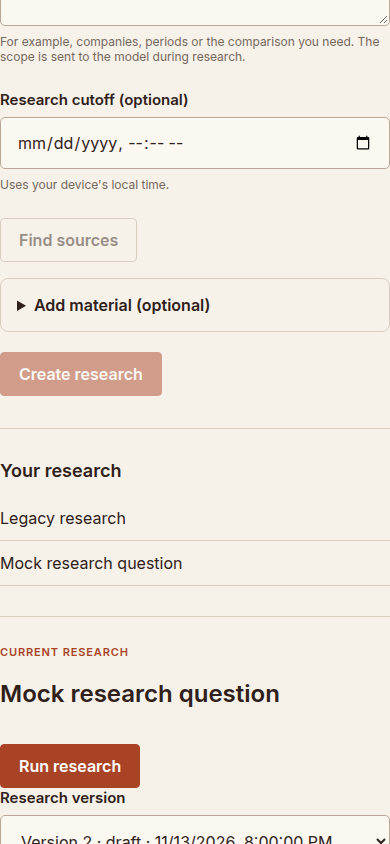 For example, companies, periods or the comparison you need. The
scope is sent to the model during research.
Research cutoff (optional)
mm/dd/yyyy, --:-- --
Uses your device's local time.
Find sources
Add material (optional)
Create research
Your research
Legacy research
Mock research question
CURRENT RESEARCH
Mock research question
Run research
Research version
Version 2 · draft · 11/13/2026, 8:00:00 PM